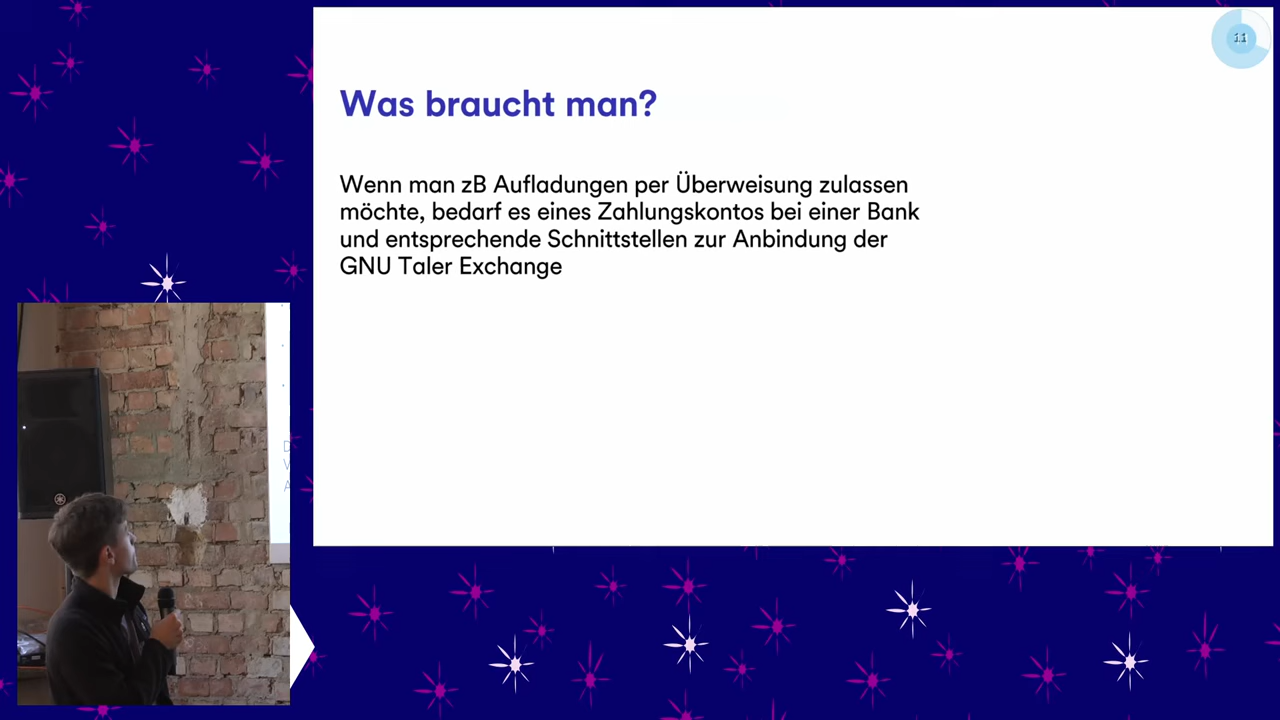 11
Was braucht man?
Wenn man zB Aufladungen per Überweisung zulassen
möchte, bedarf es eines Zahlungskontos bei einer Bank
und entsprechende Schnittstellen zur Anbindung der
GNU Taler Exchange
D
V
A